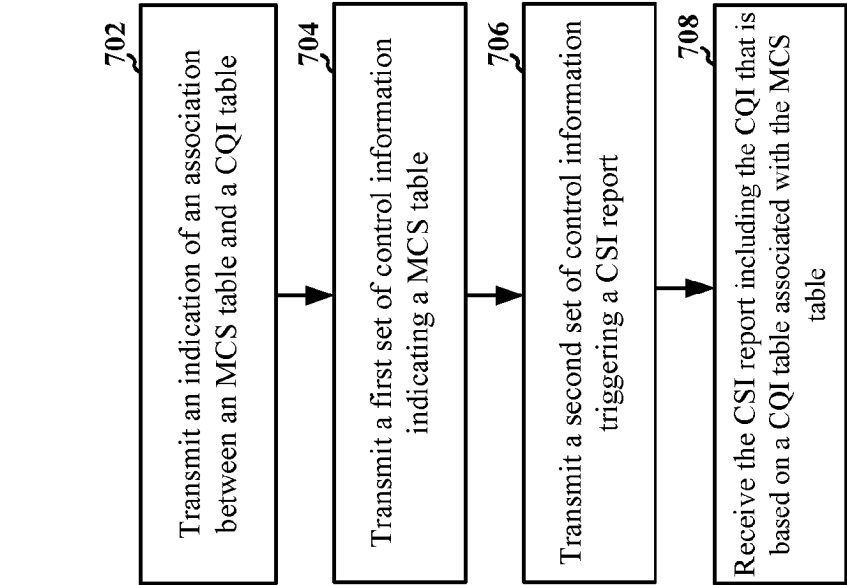 702
Transmit an indication of an association
between an MCS table and a CQI table
704
Transmit a first set of control information
indicating a MCS table
706
Transmit a second set of control information
triggering a CSI report
708
Receive the CSI report including the CQI that is
based on a CQI table associated with the MCS
table